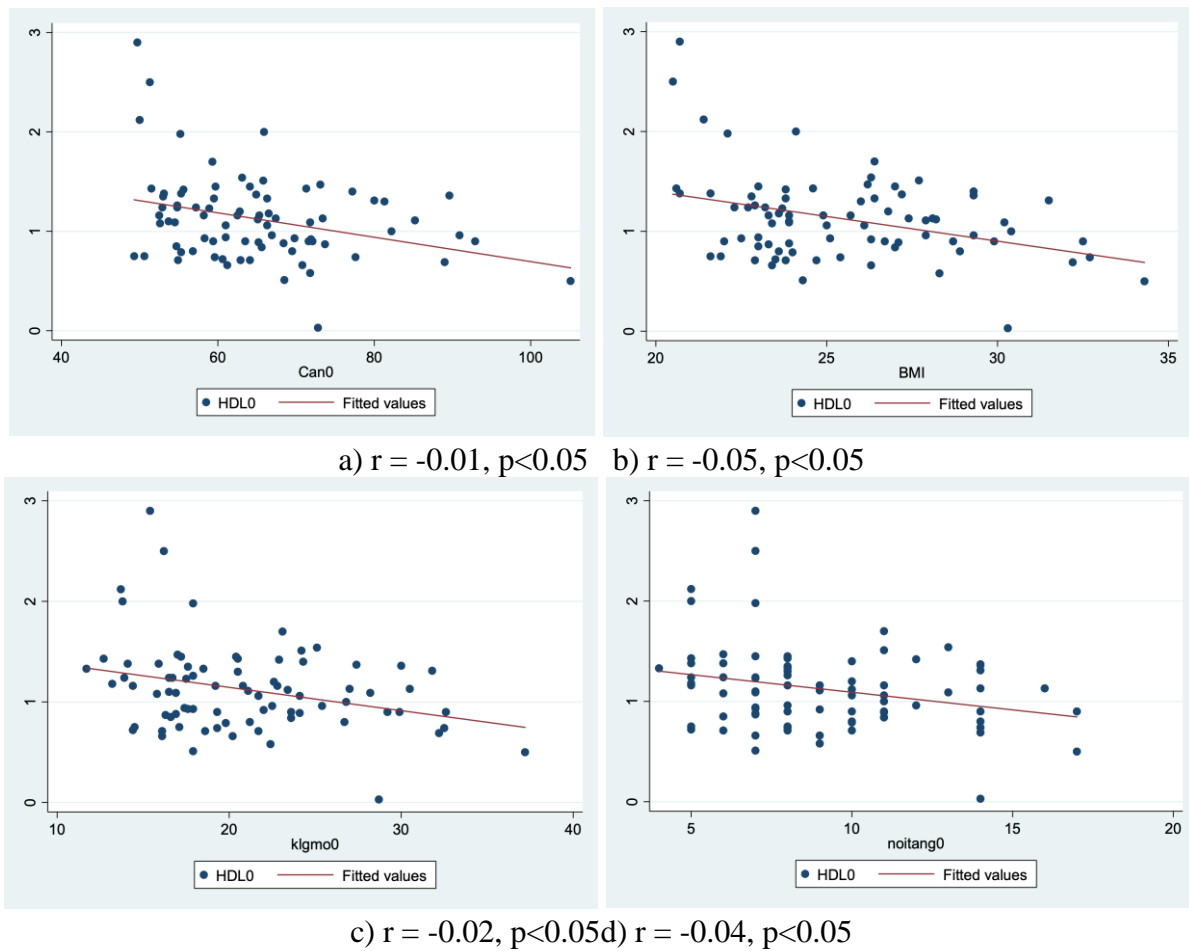 3
2
1
0
40 60 80 100
Can0
HDL0 Fitted values
3
2
1
0
20 25 30 35
BMI
HDL0 Fitted values
a) r = -0.01, p<0.05 b) r = -0.05, p<0.05
3
2
1
0
10 20 30 40
klgmo0
HDL0 Fitted values
3
2
1
0
5 10 15 20
noitang0
HDL0 Fitted values
c) r = -0.02, p<0.05d) r = -0.04, p<0.05